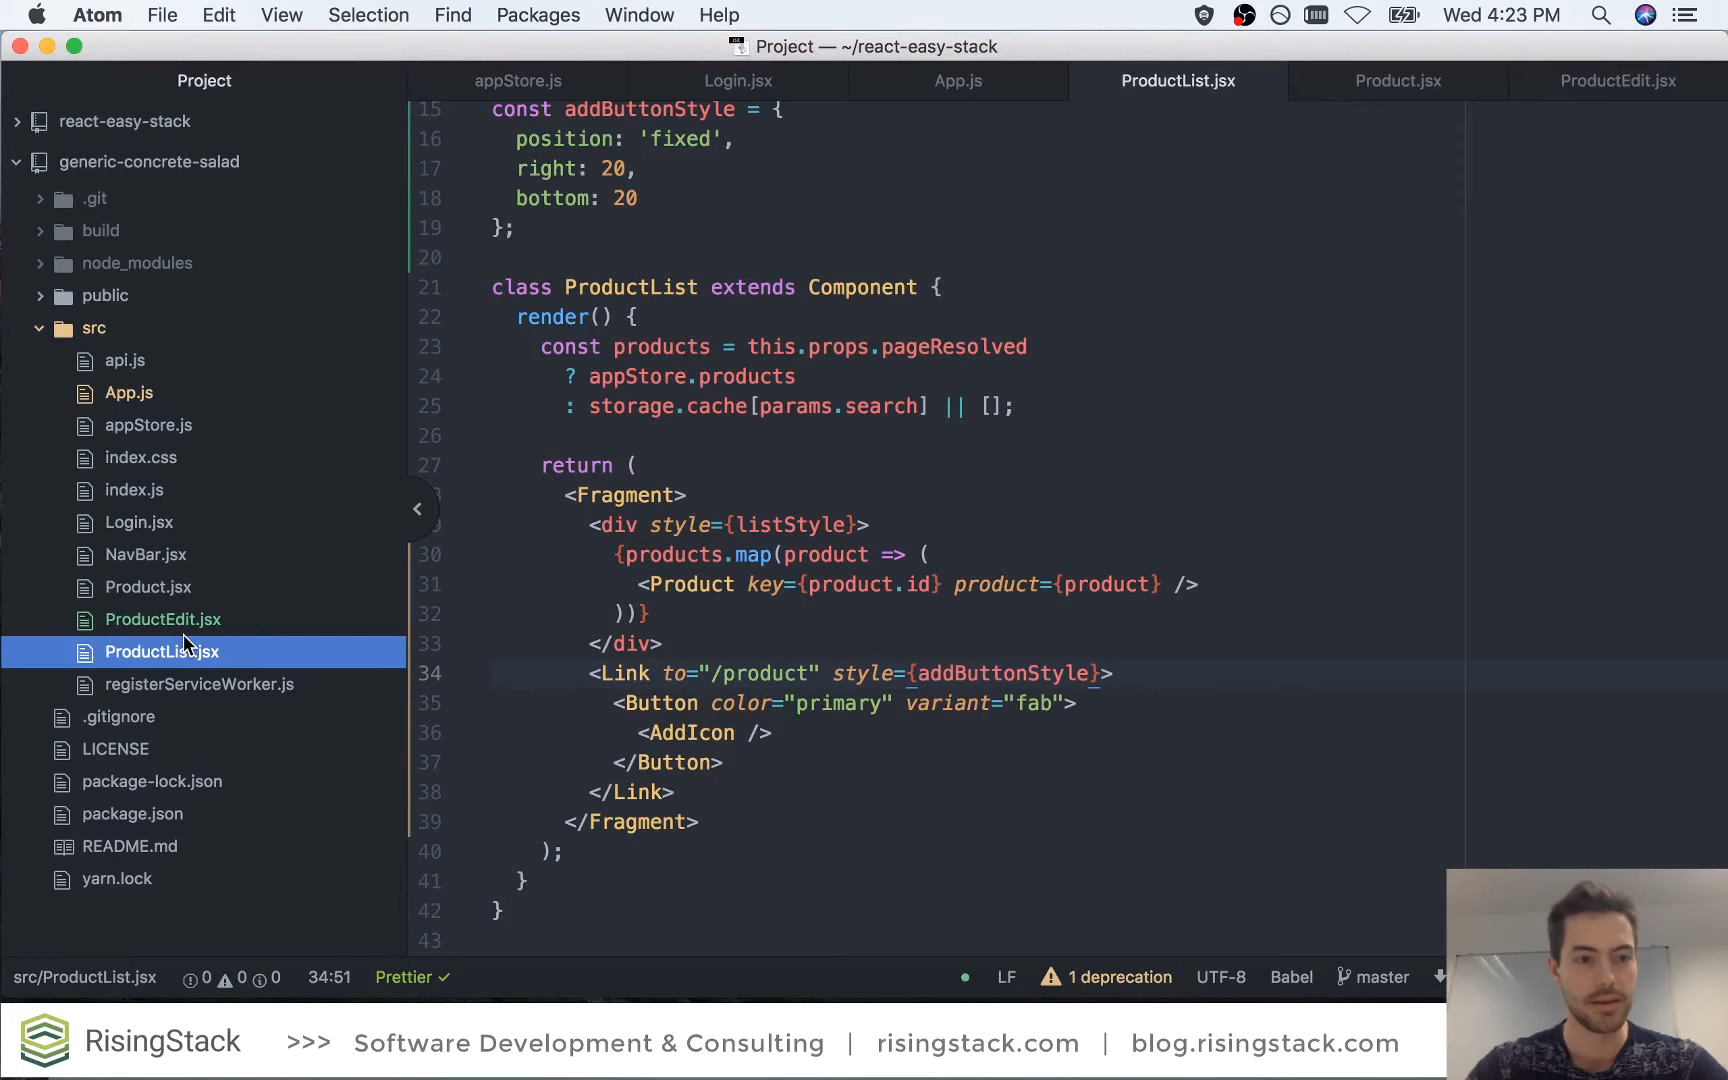 Atom File Edit View Selection Find Packages Window Help Wed 4:23 PM
Project — ~/react-easy-stack
Project
appStore.js Login.jsx App.js ProductList.jsx Product.jsx ProductEdit.jsx
react-easy-stack
generic-concrete-salad
.git
build
node_modules
public
src
api.js
App.js
appStore.js
index.css
index.js
Login.jsx
NavBar.jsx
Product.jsx
ProductEdit.jsx
ProductList.jsx
registerServiceWorker.js
.gitignore
LICENSE
package-lock.json
package.json
README.md
yarn.lock
15 const addButtonStyle = {
16 position: 'fixed',
17 right: 20,
18 bottom: 20
19 };
20
21 class ProductList extends Component {
22 render() {
23 const products = this.props.pageResolved
24 ? appStore.products
25 : storage.cache[params.search] || [];
26
27 return (
<Fragment>
<div style={listStyle}>
30 {products.map(product => (
31 <Product key={product.id} product={product} />
32 ))}
33 </div>
34 <Link to="/product" style={addButtonStyle}>
35 <Button color="primary" variant="fab">
36 <AddIcon />
37 </Button>
38 </Link>
39 </Fragment>
40 );
41 }
42 }
43
src/ProductList.jsx 0 0 0 34:51 Prettier ✓ LF 1 deprecation UTF-8 Babel master
RisingStack >>> Software Development & Consulting | risingstack.com | blog.risingstack.com